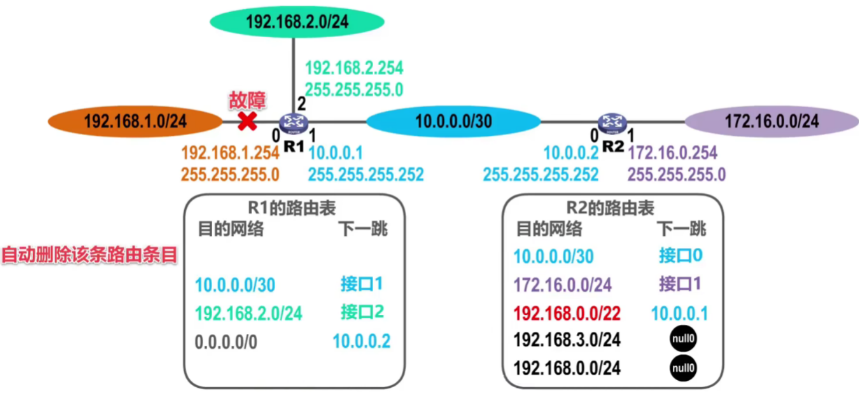 192.168.2.0/24
192.168.2.254
255.255.255.0
故障
2
192.168.1.0/24
10.0.0.0/30
172.16.0.0/24
0
R1
1
0
R2
1
192.168.1.254
255.255.255.0
10.0.0.1
255.255.255.252
10.0.0.2
255.255.255.252
172.16.0.254
255.255.255.0
自动删除该条路由条目
R1的路由表
目的网络 下一跳
10.0.0.0/30 接口1
192.168.2.0/24 接口2
0.0.0.0/0 10.0.0.2
R2的路由表
目的网络 下一跳
10.0.0.0/30 接口0
172.16.0.0/24 接口1
192.168.0.0/22 10.0.0.1
192.168.3.0/24 null0
192.168.0.0/24 null0